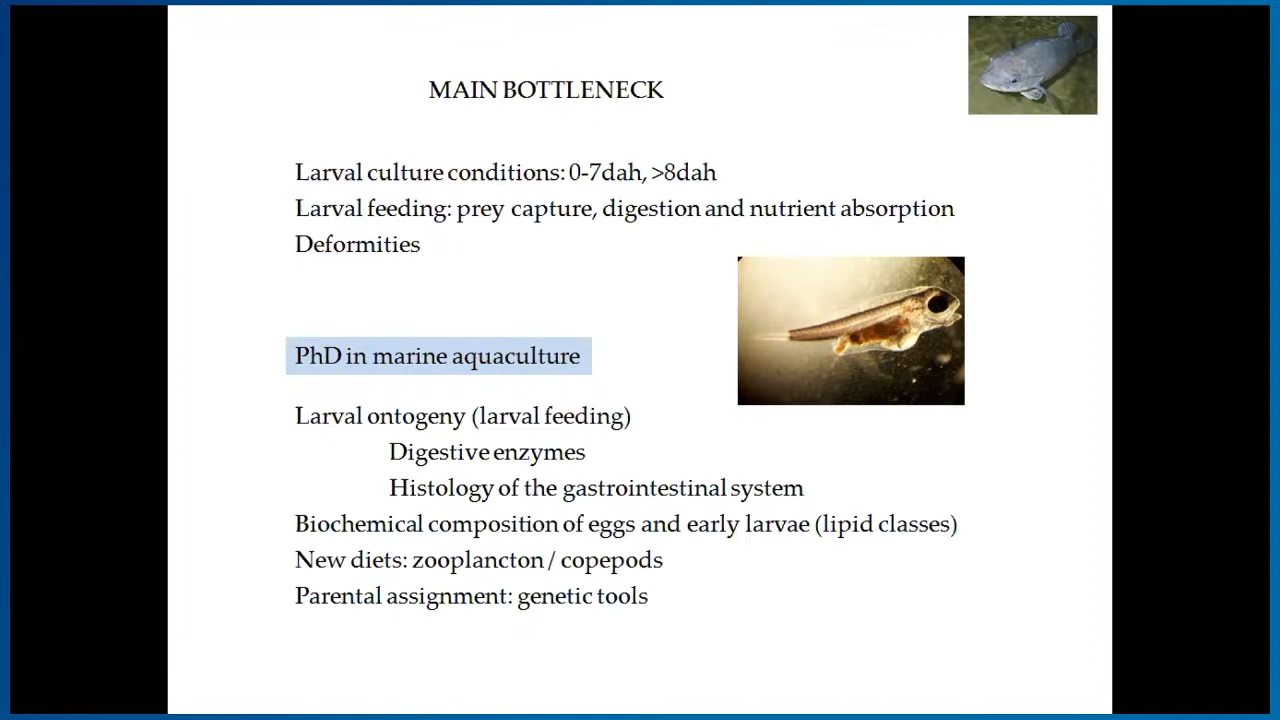 MAIN BOTTLENECK
Larval culture conditions: 0-7dah, >8dah
Larval feeding: prey capture, digestion and nutrient absorption
Deformities
PhD in marine aquaculture
Larval ontogeny (larval feeding)
Digestive enzymes
Histology of the gastrointestinal system
Biochemical composition of eggs and early larvae (lipid classes)
New diets: zooplancton / copepods
Parental assignment: genetic tools